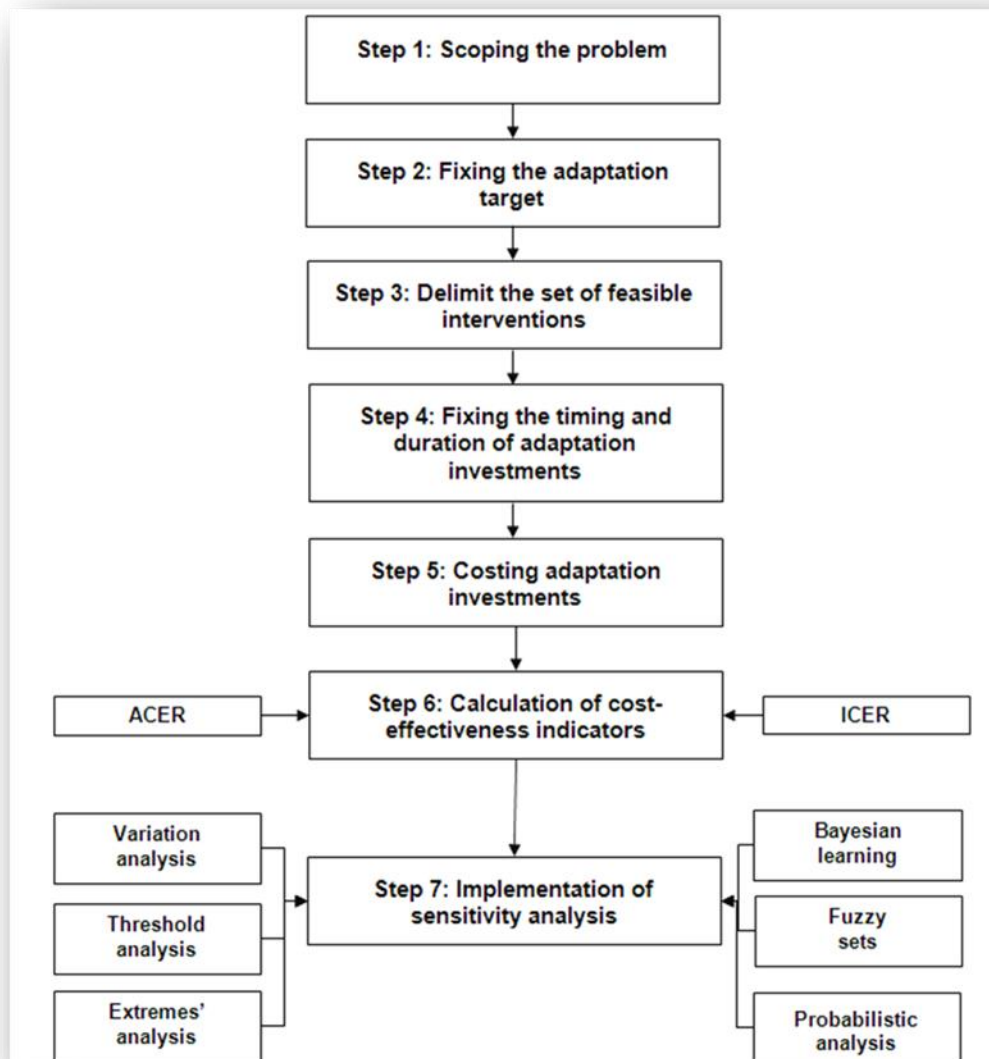 Step 1: Scoping the problem
Step 2: Fixing the adaptation
target
Step 3: Delimit the set of feasible
interventions
Step 4: Fixing the timing and
duration of adaptation
investments
Step 5: Costing adaptation
investments
ACER
Step 6: Calculation of cost-
effectiveness indicators
ICER
Variation
analysis
Threshold
analysis
Extremes’
analysis
Step 7: Implementation of
sensitivity analysis
Bayesian
learning
Fuzzy
sets
Probabilistic
analysis